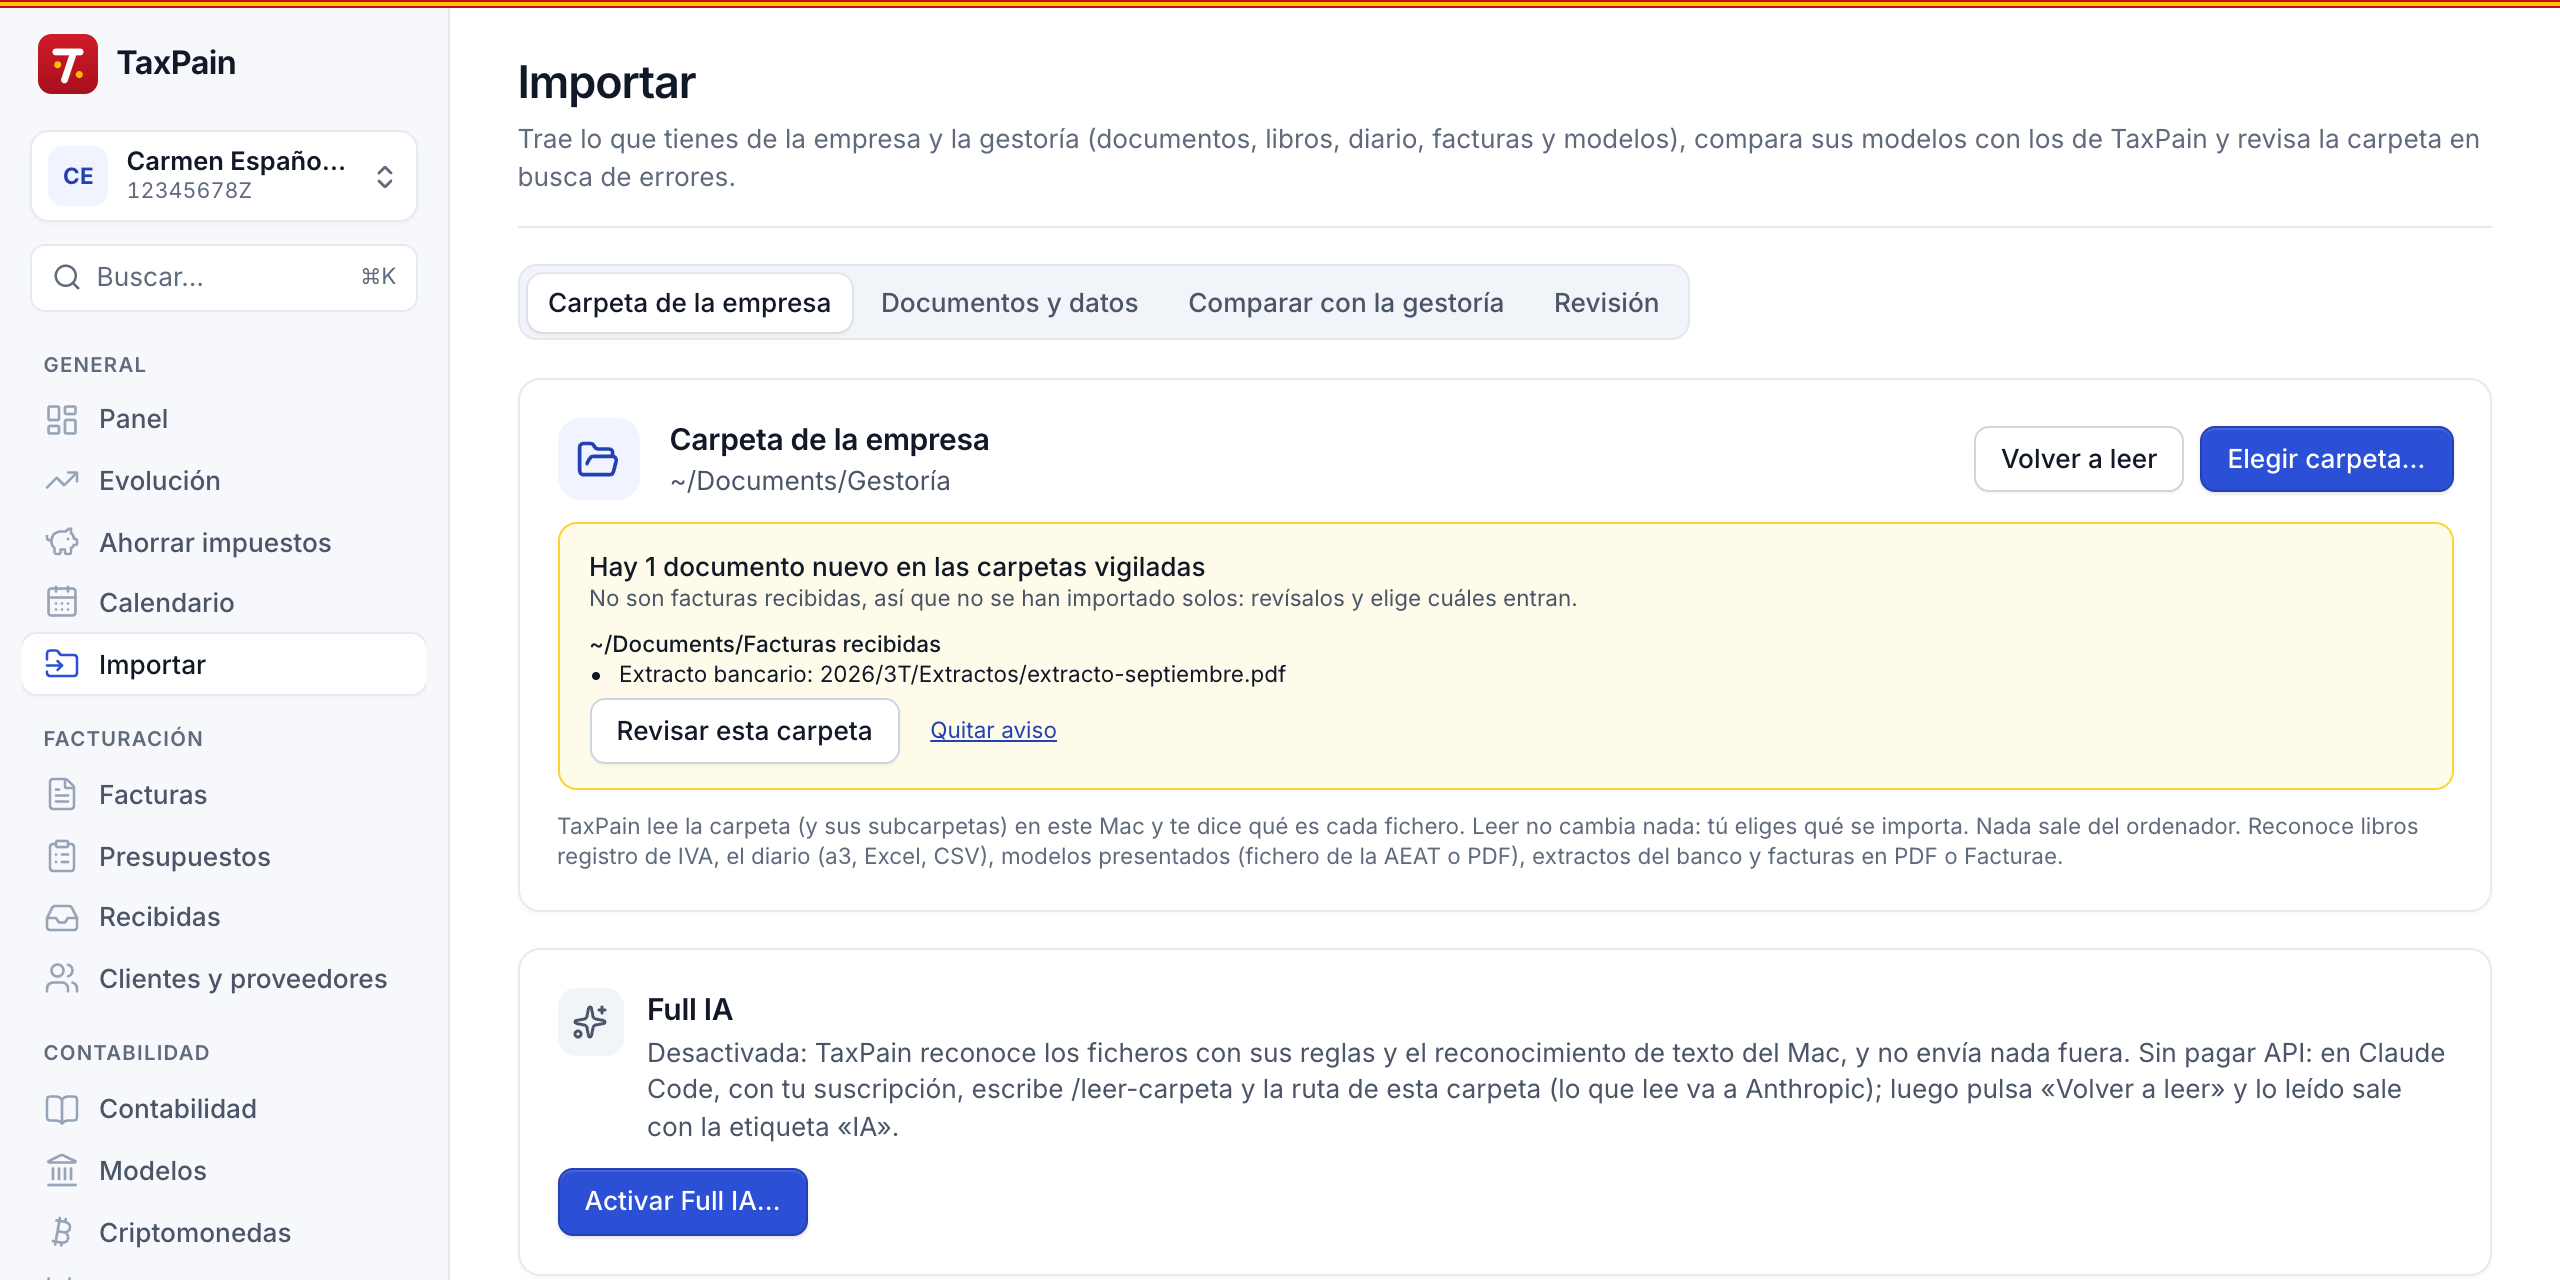 TaxPain
CE
Carmen Españo...
12345678Z
Buscar...
⌘K
GENERAL
Panel
Evolución
Ahorrar impuestos
Calendario
Importar
FACTURACIÓN
Facturas
Presupuestos
Recibidas
Clientes y proveedores
CONTABILIDAD
Contabilidad
Modelos
Criptomonedas
Importar
Trae lo que tienes de la empresa y la gestoría (documentos, libros, diario, facturas y modelos), compara sus modelos con los de TaxPain y revisa la carpeta en
busca de errores.
Carpeta de la empresa
Documentos y datos
Comparar con la gestoría
Revisión
Carpeta de la empresa
~/Documents/Gestoría
Volver a leer
Elegir carpeta...
Hay 1 documento nuevo en las carpetas vigiladas
No son facturas recibidas, así que no se han importado solos: revísalos y elige cuáles entran.
~/Documents/Facturas recibidas
• Extracto bancario: 2026/3T/Extractos/extracto-septiembre.pdf
Revisar esta carpeta
Quitar aviso
TaxPain lee la carpeta (y sus subcarpetas) en este Mac y te dice qué es cada fichero. Leer no cambia nada: tú eliges qué se importa. Nada sale del ordenador. Reconoce libros
registro de IVA, el diario (a3, Excel, CSV), modelos presentados (fichero de la AEAT o PDF), extractos del banco y facturas en PDF o Facturae.
Full IA
Desactivada: TaxPain reconoce los ficheros con sus reglas y el reconocimiento de texto del Mac, y no envía nada fuera. Sin pagar API: en Claude
Code, con tu suscripción, escribe /leer-carpeta y la ruta de esta carpeta (lo que lee va a Anthropic); luego pulsa «Volver a leer» y lo leído sale
con la etiqueta «IA».
Activar Full IA...